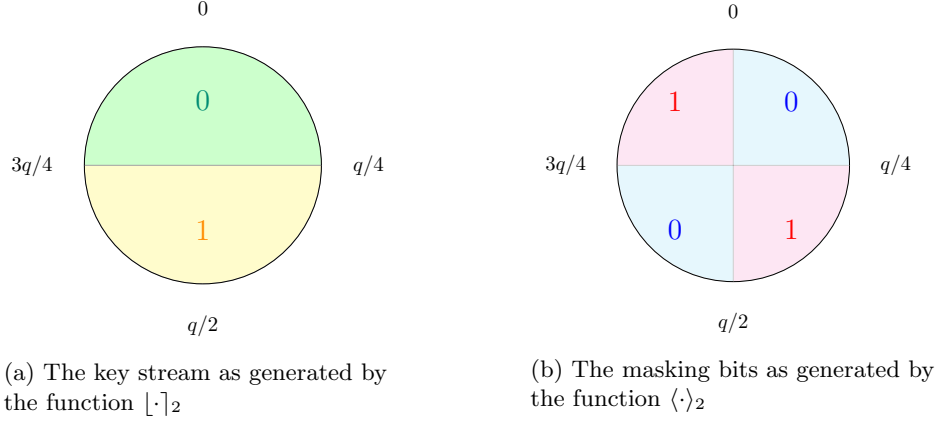 0
0
3q/4
q/4
1
q/2
(a) The key stream as generated by
the function ⌊·⌉₂
0
1
0
3q/4
q/4
0
1
q/2
(b) The masking bits as generated by
the function ⟨·⟩₂